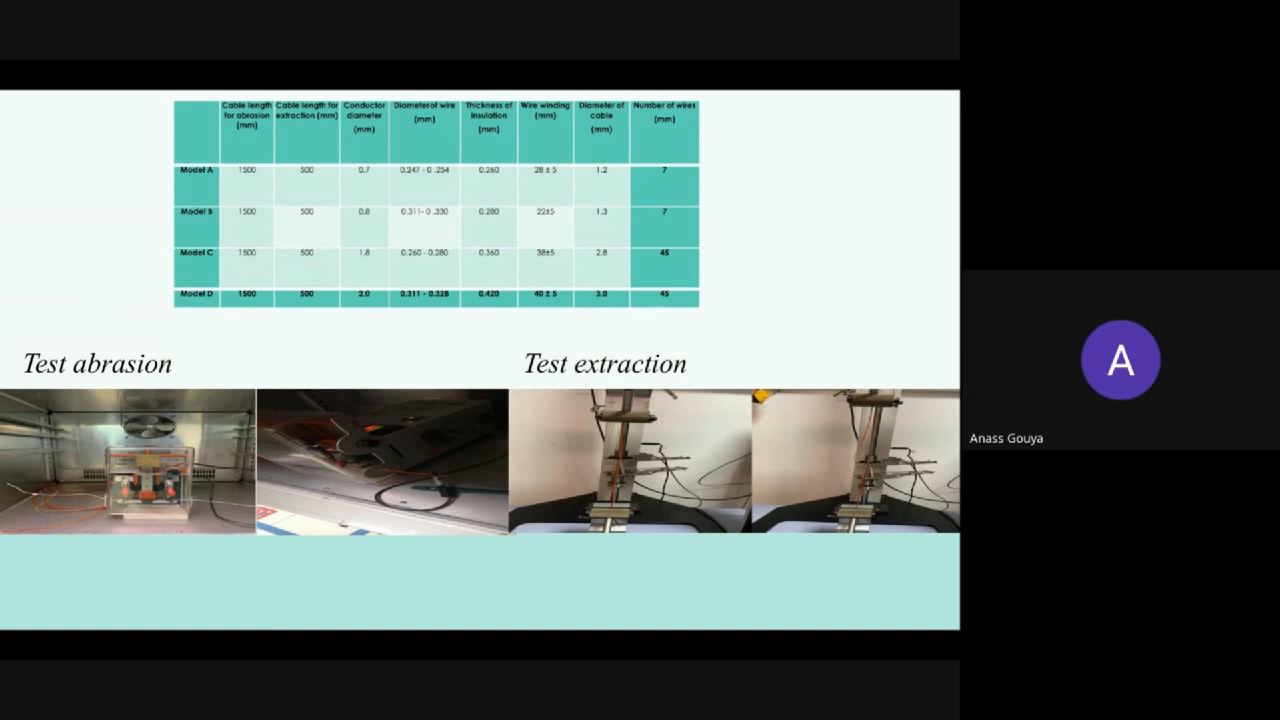 Cable length for abrasion (mm)
Cable length for extraction (mm)
Conductor diameter (mm)
Diameterof wire (mm)
Thickness of insulation (mm)
Wire winding (mm)
Diameter of cable (mm)
Number of wires (mm)
Model A 1500 500 0.7 0.247 - 0 .254 0.260 28 ± 5 1.2 7
Model B 1500 500 0.8 0.311- 0 .330 0.280 22±5 1.3 7
Model C 1500 500 1.8 0.260 - 0.280 0.360 38±5 2.8 45
Model D 1500 500 2.0 0.311 - 0.328 0.420 40 ± 5 3.0 45
Test abrasion
Test extraction
A
Anass Gouya